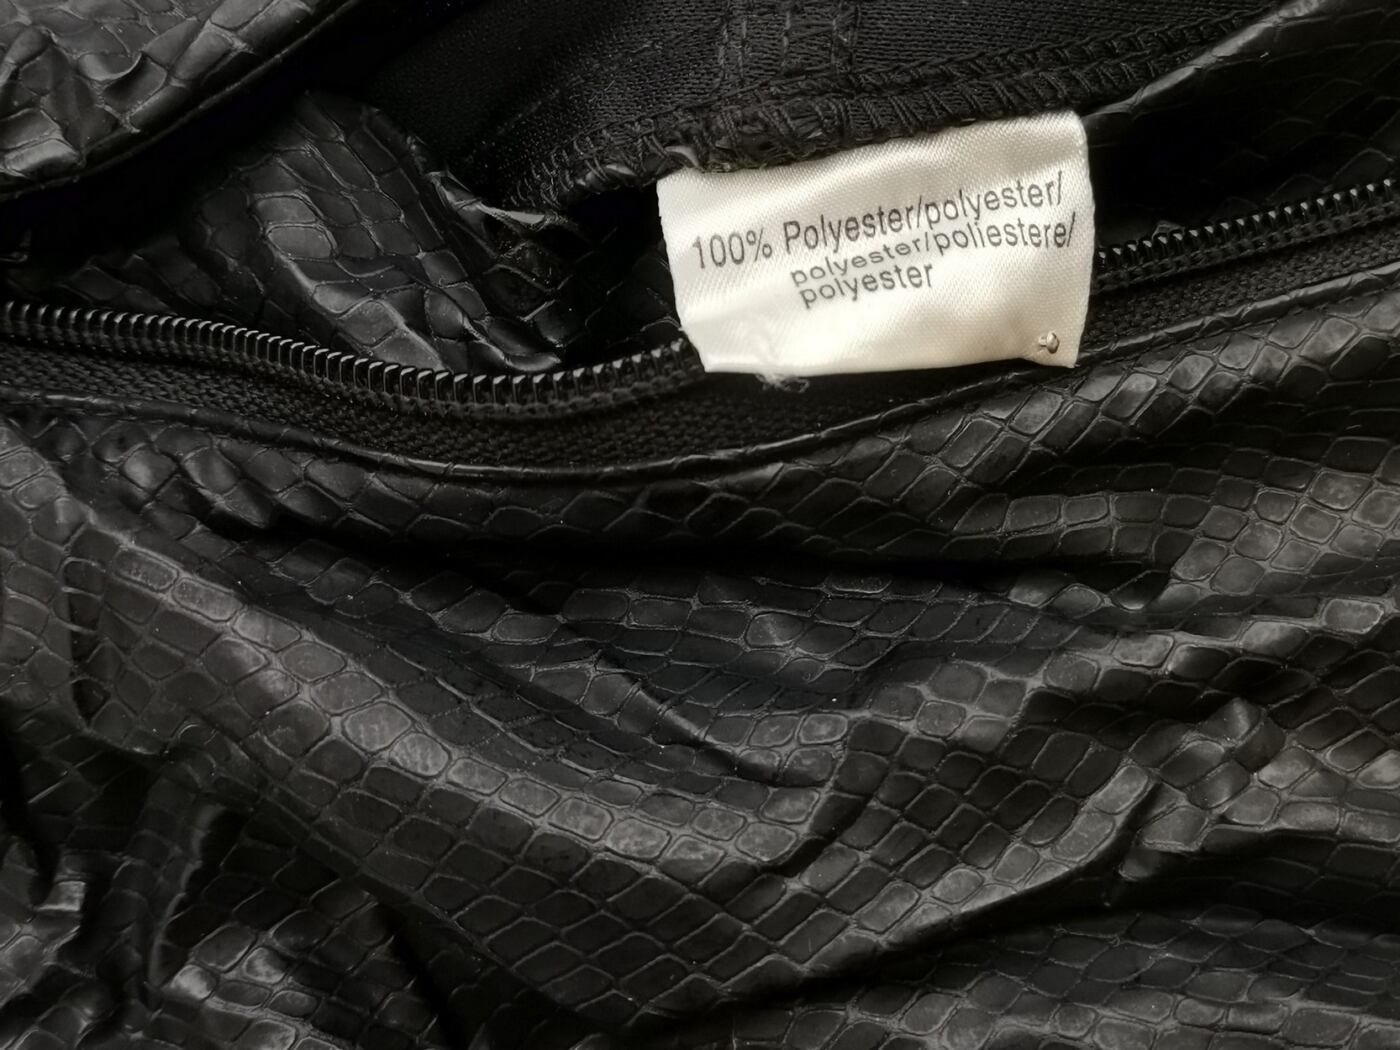 100% Polyester/polyester/
polyester/poliestere/
polyester